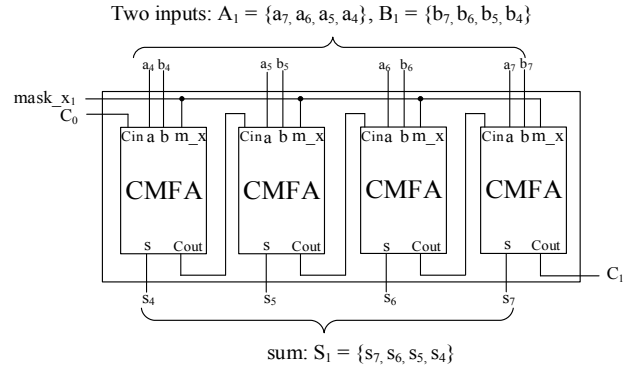 Two inputs: A₁ = {a₇, a₆, a₅, a₄}, B₁ = {b₇, b₆, b₅, b₄}
a₄ b₄ a₅ b₅ a₆ b₆ a₇ b₇
mask_x₁
C₀
Cin a b m_x Cin a b m_x Cin a b m_x Cin a b m_x
CMFA CMFA CMFA CMFA
s Cout s Cout s Cout s Cout
C₁
s₄ s₅ s₆ s₇
sum: S₁ = {s₇, s₆, s₅, s₄}